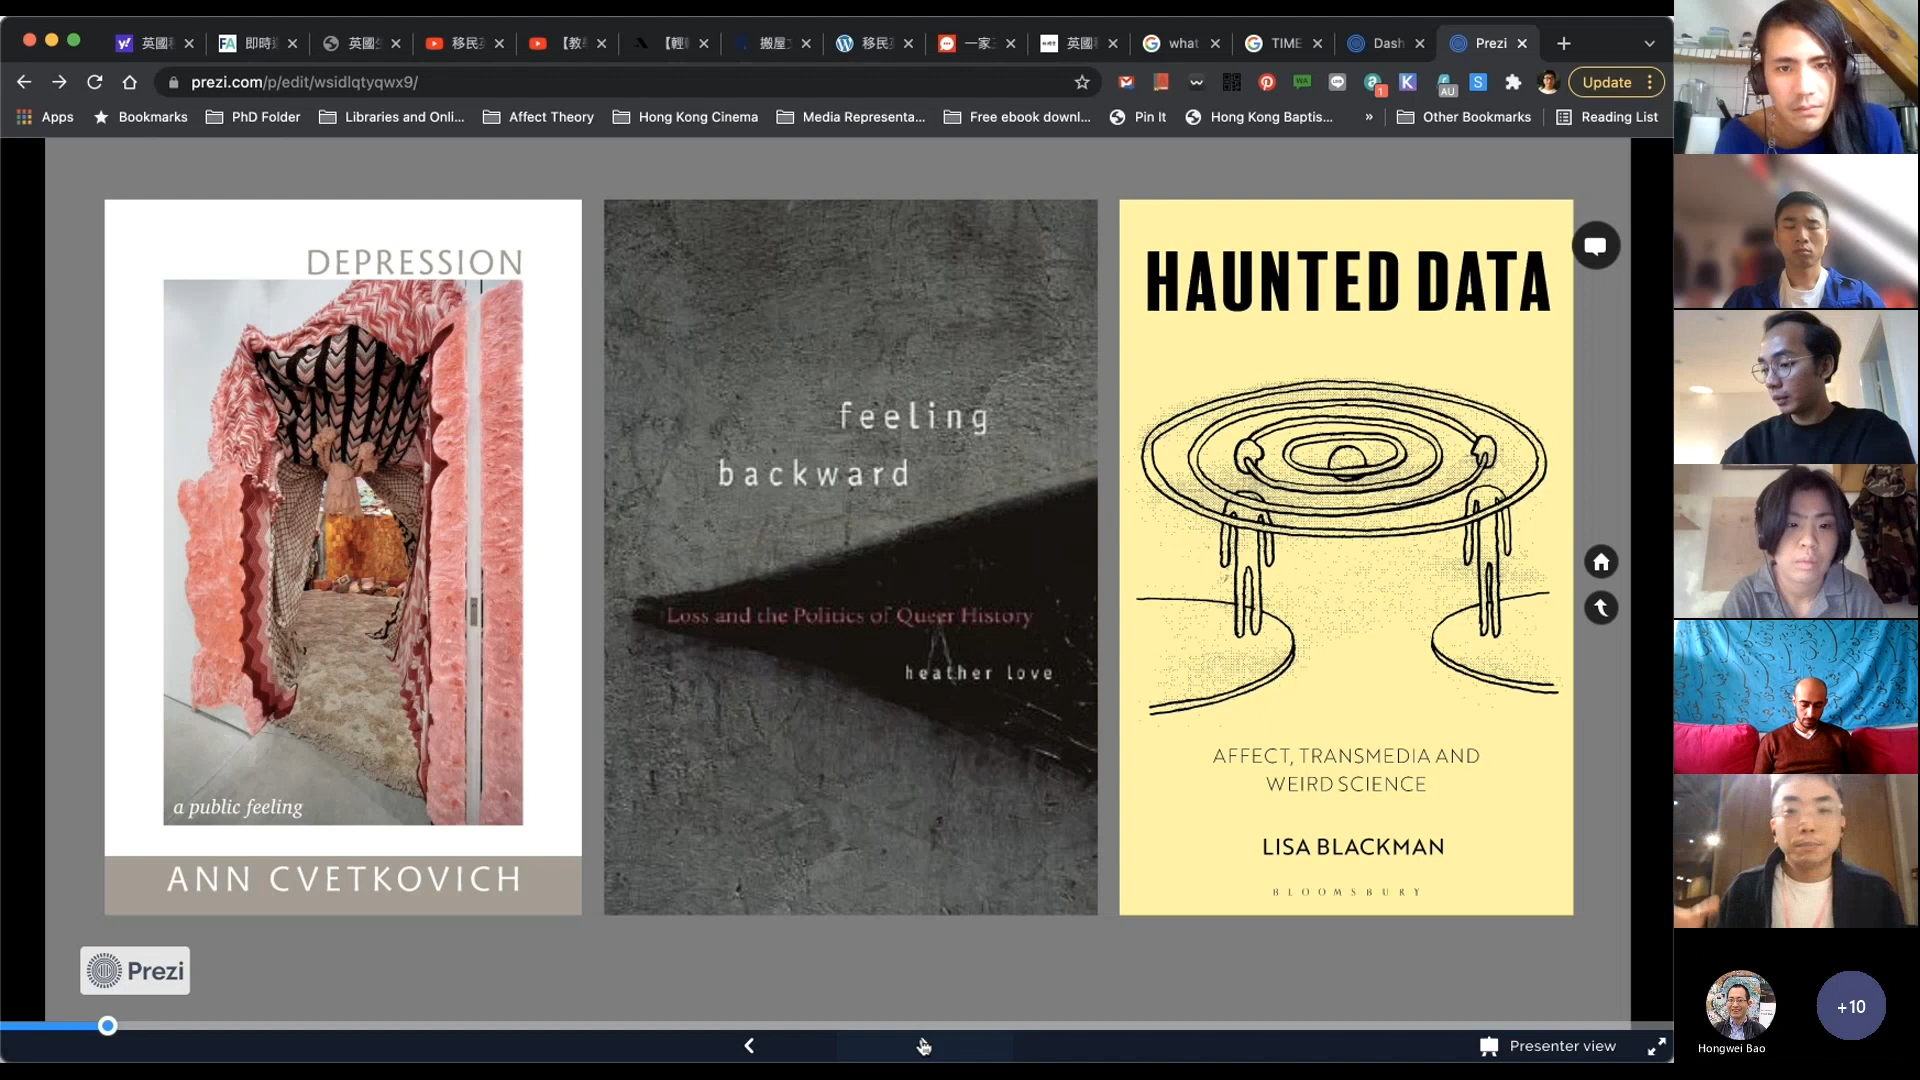 英國
即時
英國
移民
【教
【輕
搬屋
移民
一家
英國
what
TIME
Dash
Prezi
prezi.com/p/edit/wsidlqtyqwx9/
WA
1
K
AU
S
Update
Apps
Bookmarks
PhD Folder
Libraries and Onli...
Affect Theory
Hong Kong Cinema
Media Representa...
Free ebook downl...
Pin It
Hong Kong Baptis...
»
Other Bookmarks
Reading List
DEPRESSION
a public feeling
ANN CVETKOVICH
feeling
backward
Loss and the Politics of Queer History
heather love
HAUNTED DATA
AFFECT, TRANSMEDIA AND
WEIRD SCIENCE
LISA BLACKMAN
BLOOMSBURY
Prezi
Presenter view
+10
Hongwei Bao